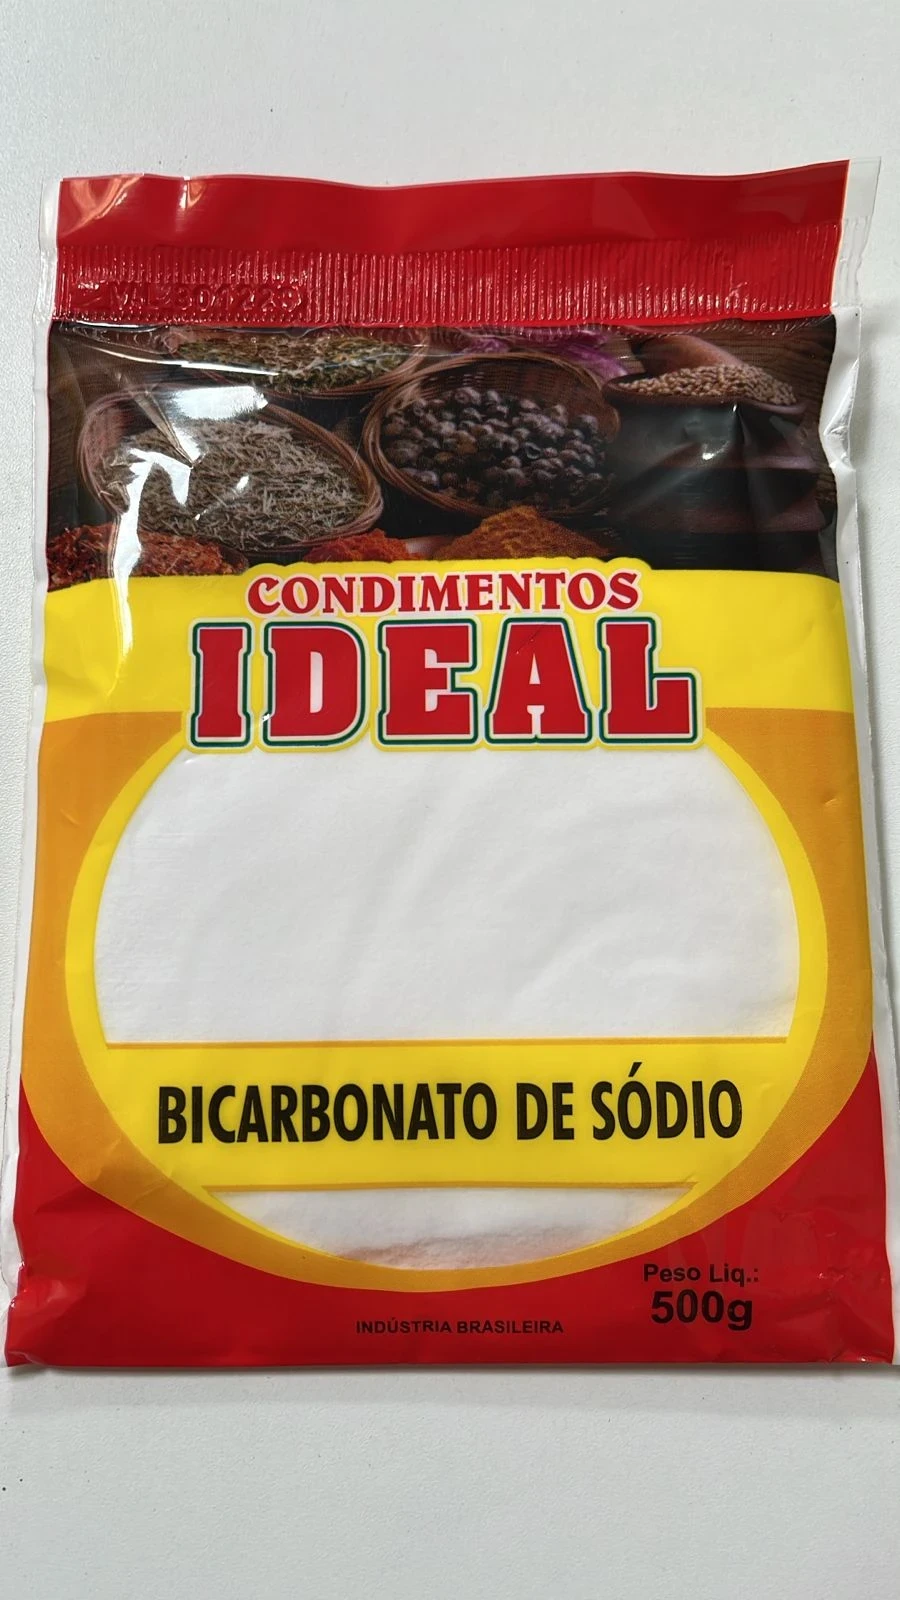 CONDIMENTOS
IDEAL
BICARBONATO DE SÓDIO
Peso Liq.:
500g
INDÚSTRIA BRASILEIRA